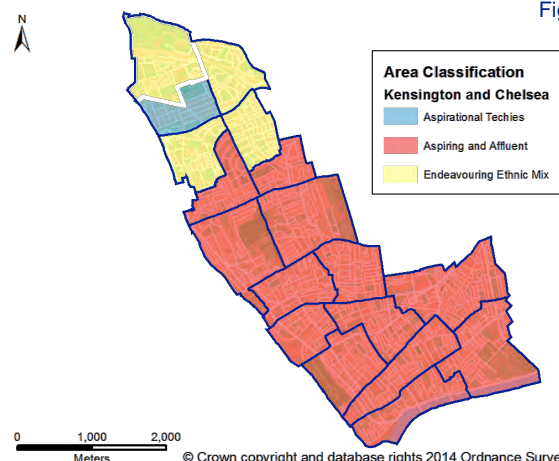 Fig
N
Area Classification
Kensington and Chelsea
Aspirational Techies
Aspiring and Affluent
Endeavouring Ethnic Mix
0 1,000 2,000
Meters
© Crown copyright and database rights 2014 Ordnance Surve